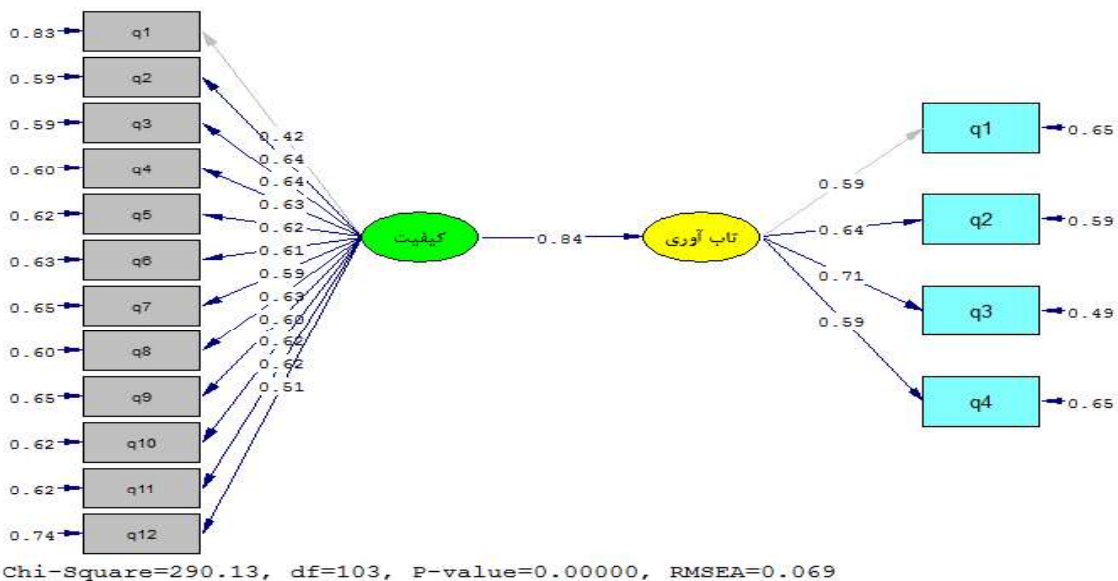 0.83 q1
0.59 q2
0.59 q3
0.60 q4
0.62 q5
0.63 q6
0.65 q7
0.60 q8
0.65 q9
0.62 q10
0.62 q11
0.74 q12
0.42
0.64
0.64
0.63
0.62
0.61
0.59
0.63
0.60
0.62
0.62
0.51
کیفیت
0.84
تاب آوری
0.59
0.64
0.71
0.59
q1 0.65
q2 0.59
q3 0.49
q4 0.65
Chi-Square=290.13, df=103, P-value=0.00000, RMSEA=0.069